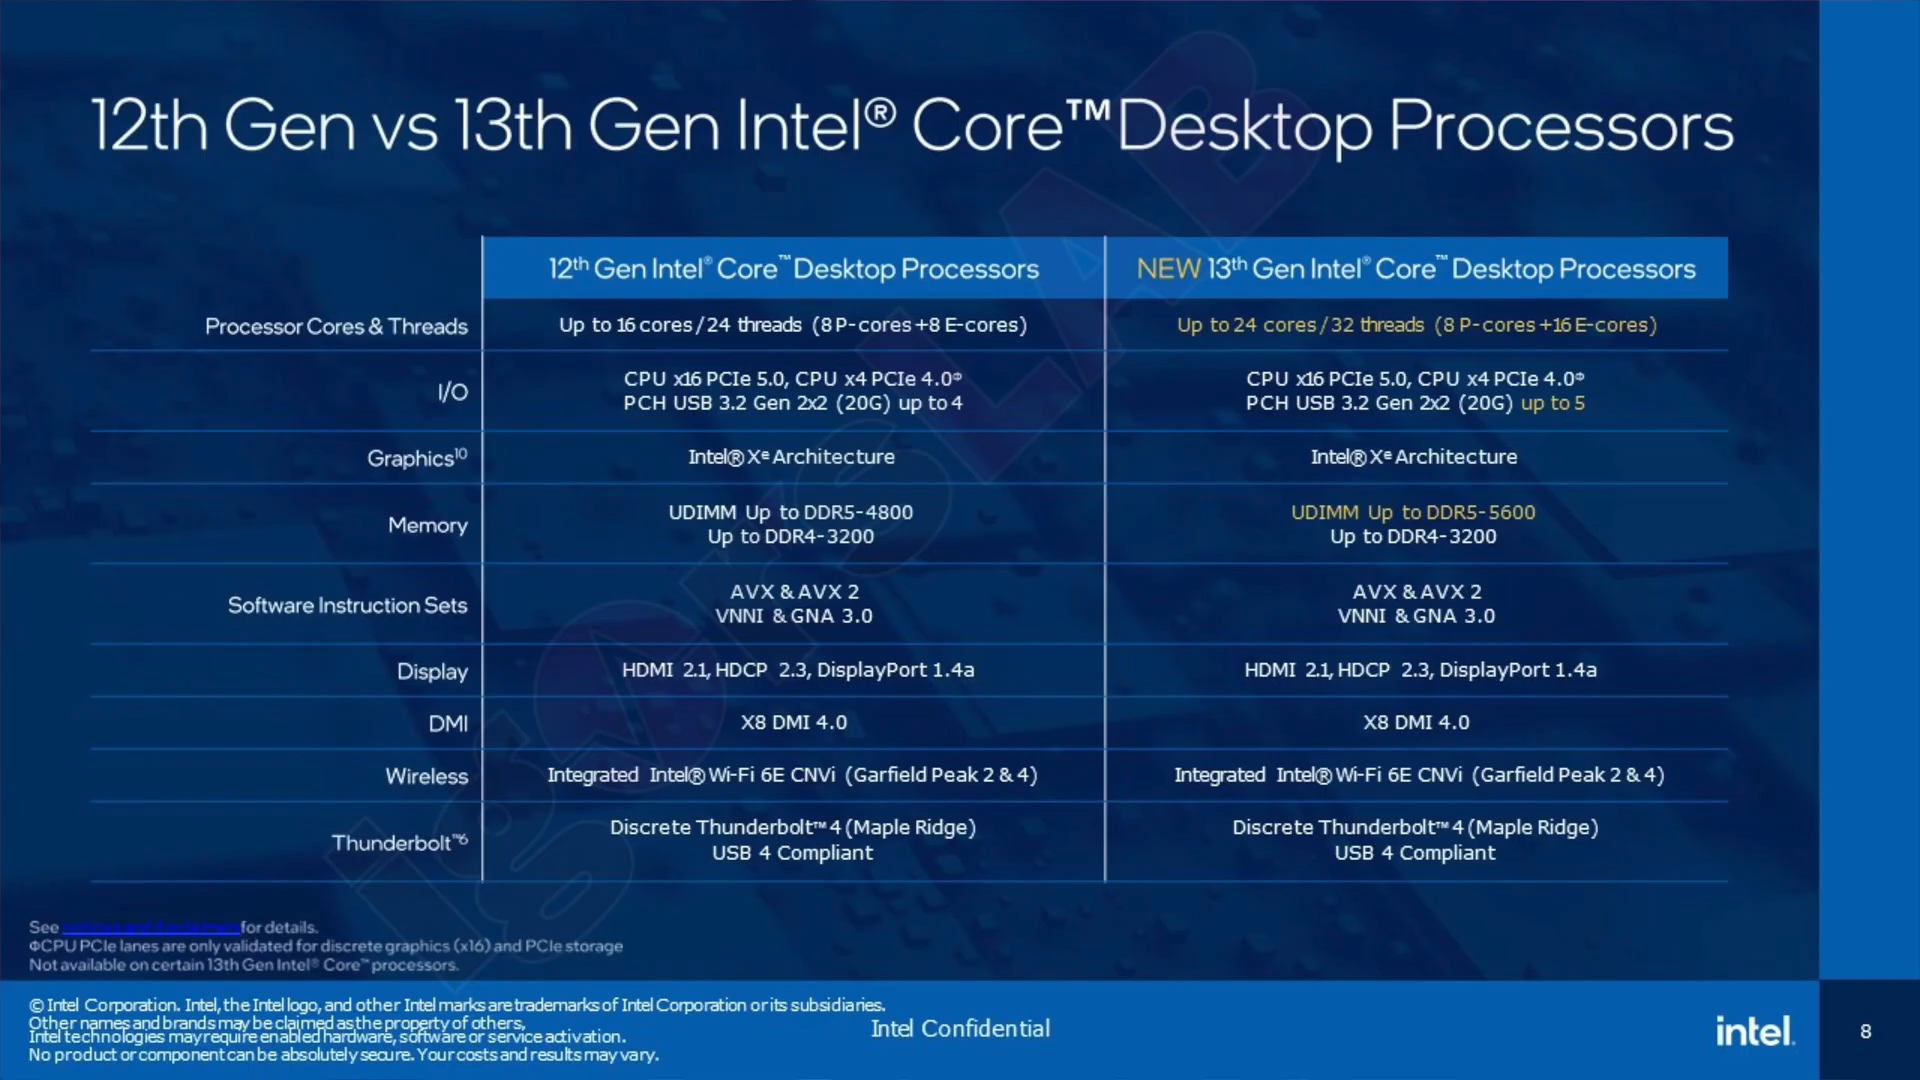 12th Gen vs 13th Gen Intel® Core™ Desktop Processors
12th Gen Intel® Core™ Desktop Processors
NEW 13th Gen Intel® Core™ Desktop Processors
Processor Cores & Threads
Up to 16 cores / 24 threads (8 P-cores +8 E-cores)
Up to 24 cores / 32 threads (8 P-cores +16 E-cores)
I/O
CPU x16 PCIe 5.0, CPU x4 PCIe 4.0Φ
PCH USB 3.2 Gen 2x2 (20G) up to 4
CPU x16 PCIe 5.0, CPU x4 PCIe 4.0Φ
PCH USB 3.2 Gen 2x2 (20G) up to 5
Graphics10
Intel® Xe Architecture
Intel® Xe Architecture
Memory
UDIMM Up to DDR5-4800
Up to DDR4-3200
UDIMM Up to DDR5-5600
Up to DDR4-3200
Software Instruction Sets
AVX & AVX 2
VNNI & GNA 3.0
AVX & AVX 2
VNNI & GNA 3.0
Display
HDMI 2.1, HDCP 2.3, DisplayPort 1.4a
HDMI 2.1, HDCP 2.3, DisplayPort 1.4a
DMI
X8 DMI 4.0
X8 DMI 4.0
Wireless
Integrated Intel® Wi-Fi 6E CNVi (Garfield Peak 2 & 4)
Integrated Intel® Wi-Fi 6E CNVi (Garfield Peak 2 & 4)
Thunderbolt™6
Discrete Thunderbolt™ 4 (Maple Ridge)
USB 4 Compliant
Discrete Thunderbolt™ 4 (Maple Ridge)
USB 4 Compliant
See for details.
ΦCPU PCIe lanes are only validated for discrete graphics (x16) and PCIe storage
Not available on certain 13th Gen Intel® Core™ processors.
© Intel Corporation. Intel, the Intel logo, and other Intel marks are trademarks of Intel Corporation or its subsidiaries.
Other names and brands may be claimed as the property of others,
Intel technologies may require enabled hardware, software or service activation.
No product or component can be absolutely secure. Your costs and results may vary.
Intel Confidential
intel.
8